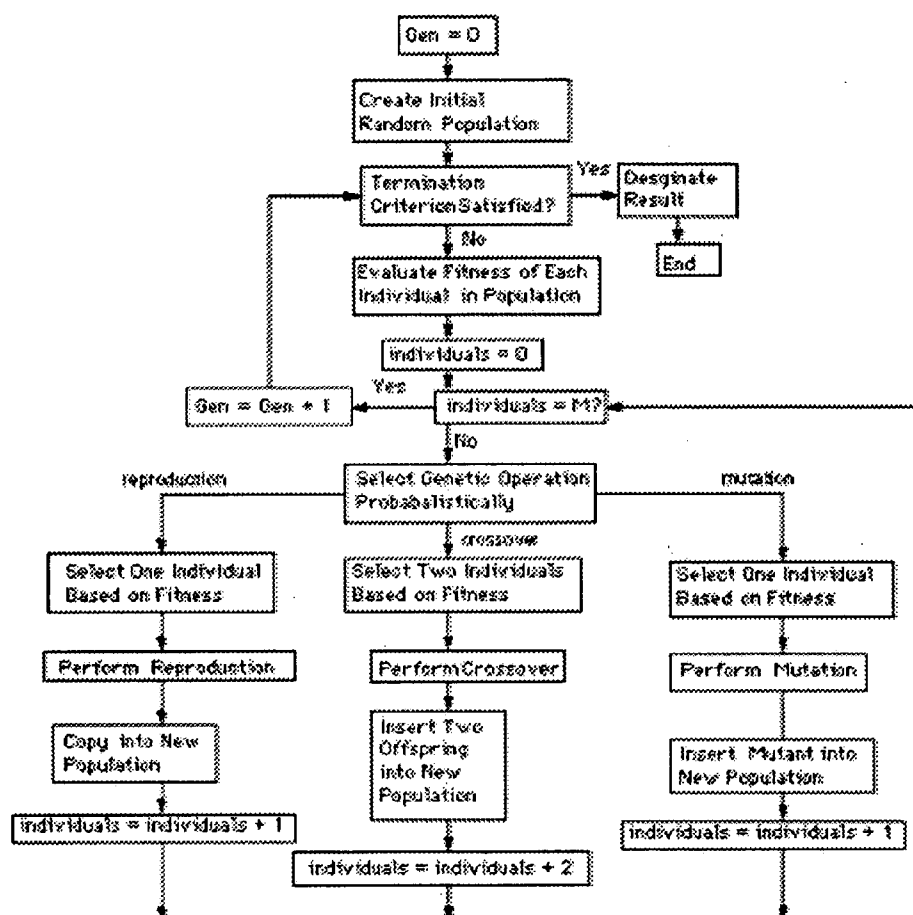 Gen = 0
Create Initial
Random Population
Termination
Criterion Satisfied?
Yes
Desginate
Result
End
No
Evaluate Fitness of Each
Individual in Population
individuals = 0
Yes
Gen = Gen + 1
individuals = M?
No
reproduction
Select Genetic Operation
Probabalistically
mutation
crossover
Select One Individual
Based on Fitness
Select Two Individuals
Based on Fitness
Select One Individual
Based on Fitness
Perform Reproduction
Perform Crossover
Perform Mutation
Copy into New
Population
Insert Two
Offspring
into New
Population
Insert Mutant into
New Population
individuals = individuals + 1
individuals = individuals + 2
individuals = individuals + 1